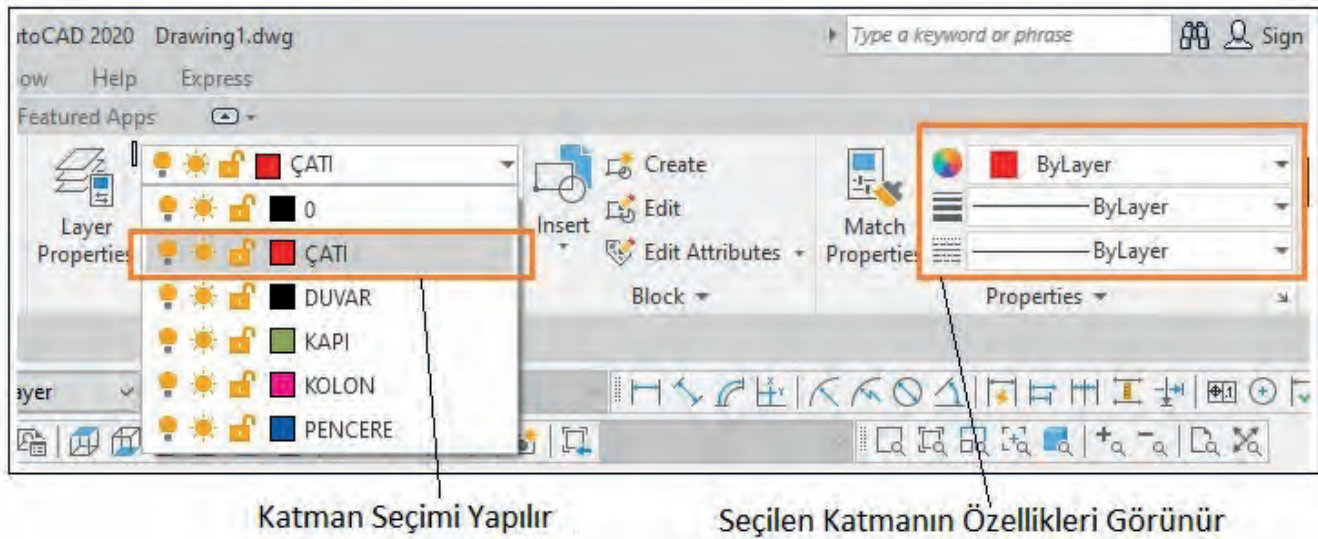 toCAD 2020 Drawing1.dwg Type a keyword or phrase Sign
ow Help Express
Featured Apps
ÇATI
Create
0
Edit
Insert
Layer
Properties
ÇATI
Edit Attributes
Match
Propertie
ByLayer
ByLayer
ByLayer
DUVAR
Block
Properties
KAPI
KOLON
ayer
PENCERE
Katman Seçimi Yapılır
Seçilen Katmanın Özellikleri Görünür